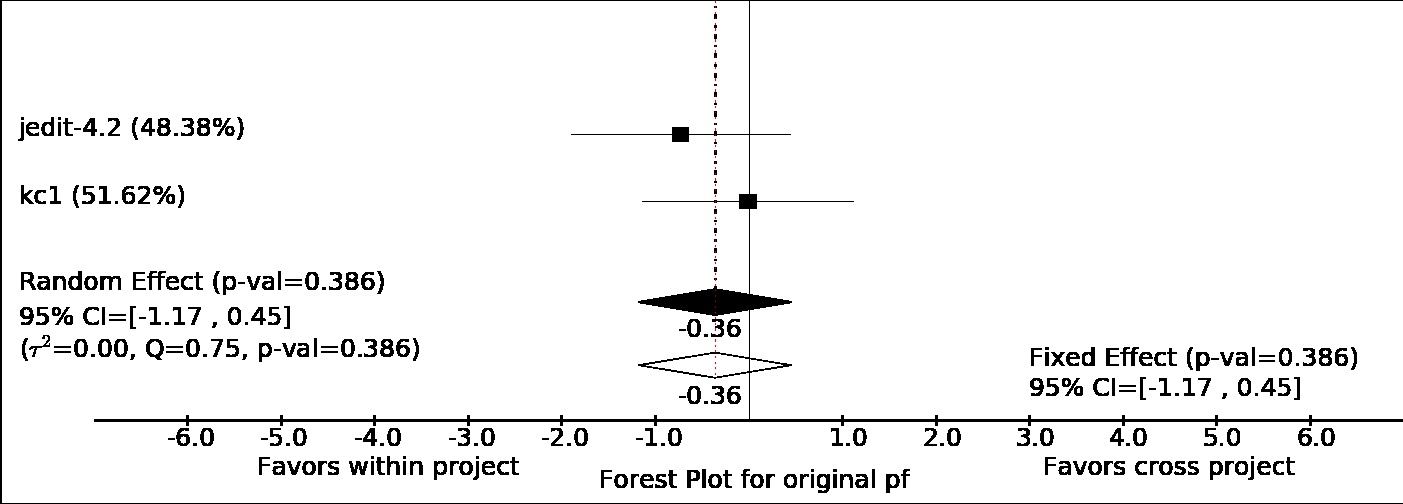 jedit-4.2 (48.38%)
kc1 (51.62%)
Random Effect (p-val=0.386)
95% CI=[-1.17 , 0.45]
-0.36
(τ²=0.00, Q=0.75, p-val=0.386)
Fixed Effect (p-val=0.386)
95% CI=[-1.17 , 0.45]
-0.36
-6.0 -5.0 -4.0 -3.0 -2.0 -1.0 1.0 2.0 3.0 4.0 5.0 6.0
Favors within project
Favors cross project
Forest Plot for original pf